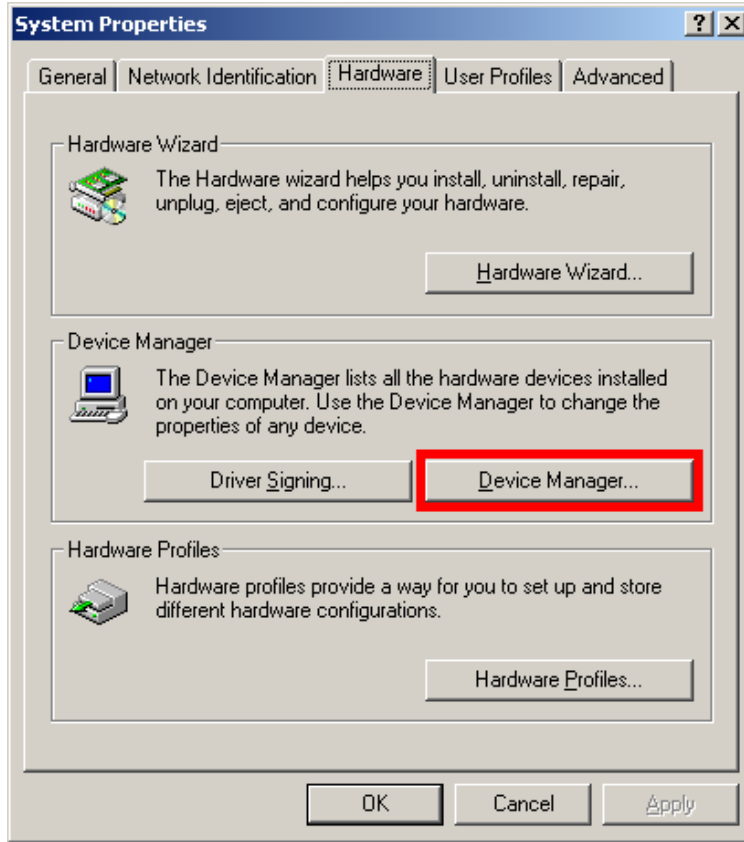 System Properties
General
Network Identification
Hardware
User Profiles
Advanced
Hardware Wizard
The Hardware wizard helps you install, uninstall, repair,
unplug, eject, and configure your hardware.
Hardware Wizard...
Device Manager
The Device Manager lists all the hardware devices installed
on your computer. Use the Device Manager to change the
properties of any device.
Driver Signing...
Device Manager...
Hardware Profiles
Hardware profiles provide a way for you to set up and store
different hardware configurations.
Hardware Profiles...
OK
Cancel
Apply